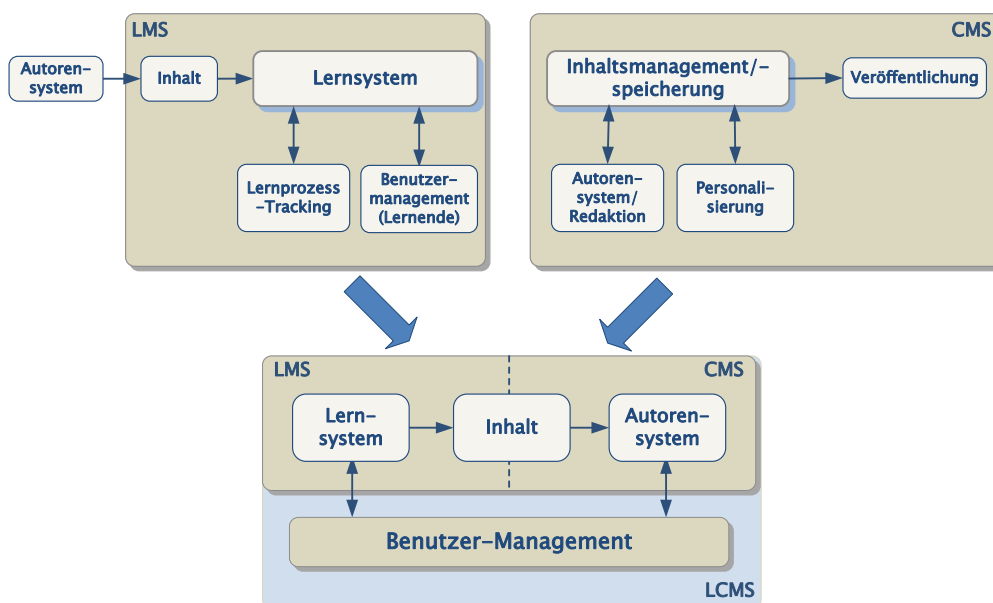 LMS
Autoren-
system
Inhalt
Lernsystem
Lernprozess
-Tracking
Benutzer-
management
(Lernende)
CMS
Inhaltsmanagement/-
speicherung
Veröffentlichung
Autoren-
system/
Redaktion
Personali-
sierung
LMS
CMS
Lern-
system
Inhalt
Autoren-
system
Benutzer-Management
LCMS